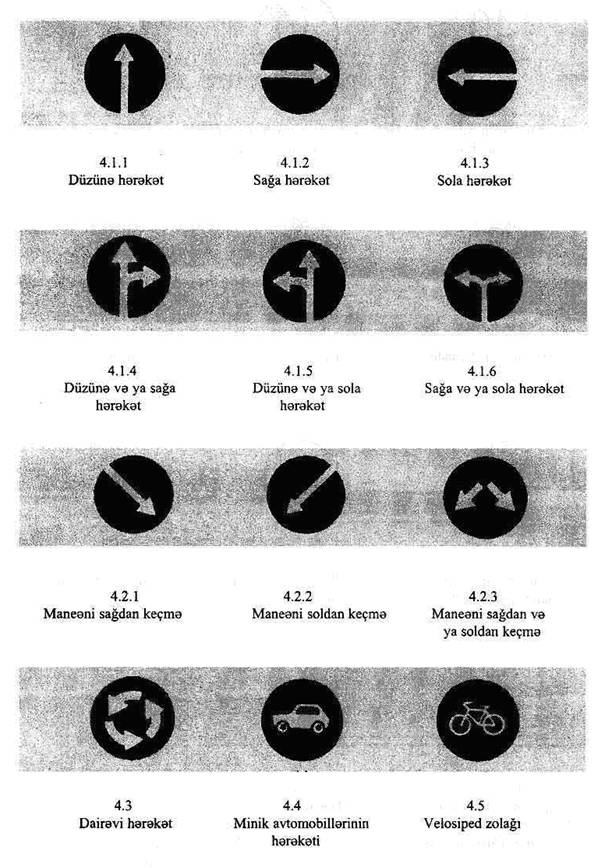 4.1.1
Düzünə hərəkət
4.1.2
Sağa hərəkət
4.1.3
Sola hərəkət
4.1.4
Düzünə və ya sağa
hərəkət
4.1.5
Düzünə və ya sola
hərəkət
4.1.6
Sağa və ya sola hərəkət
4.2.1
Maneəni sağdan keçmə
4.2.2
Maneəni soldan keçmə
4.2.3
Maneəni sağdan və
ya soldan keçmə
4.3
Dairəvi hərəkət
4.4
Minik avtomobillərinin
hərəkəti
4.5
Velosiped zolağı